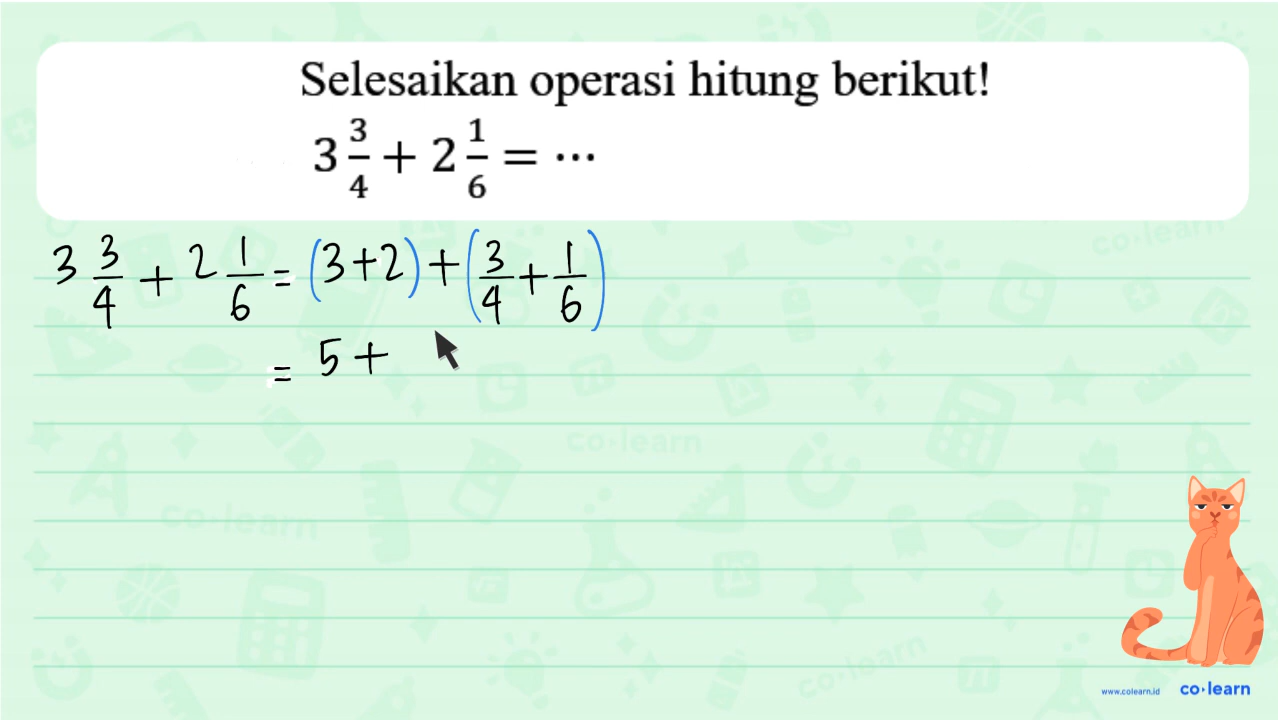 Selesaikan operasi hitung berikut!
3 3/4 + 2 1/6 = ...
3 3/4 + 2 1/6 = (3+2) + (3/4 + 1/6)
= 5 +
co·learn
co·learn
co·learn
co·learn
www.colearn.id co·learn